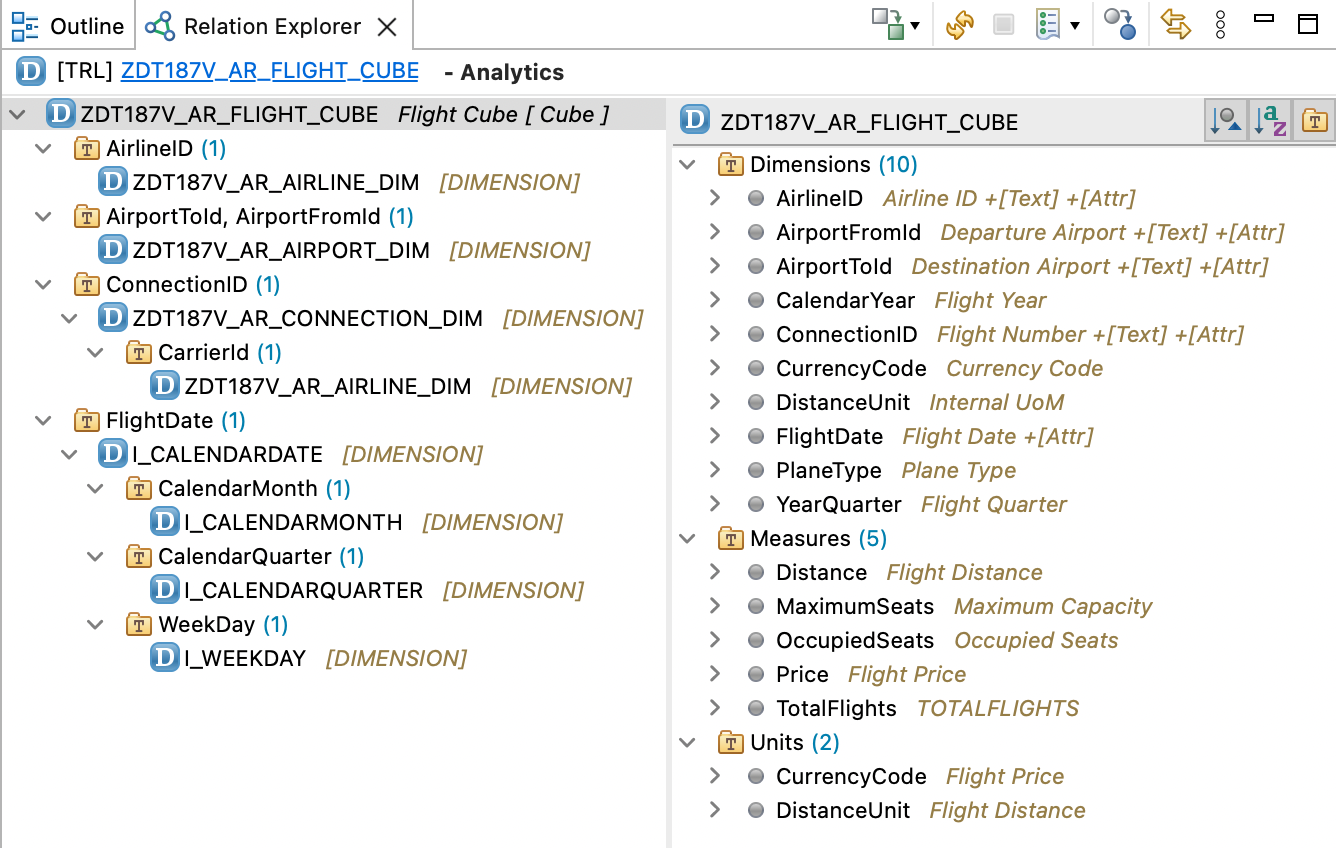 Outline
Relation Explorer
[TRL] ZDT187V_AR_FLIGHT_CUBE - Analytics
ZDT187V_AR_FLIGHT_CUBE Flight Cube [ Cube ]
AirlineID (1)
ZDT187V_AR_AIRLINE_DIM [DIMENSION]
AirportToId, AirportFromId (1)
ZDT187V_AR_AIRPORT_DIM [DIMENSION]
ConnectionID (1)
ZDT187V_AR_CONNECTION_DIM [DIMENSION]
CarrierId (1)
ZDT187V_AR_AIRLINE_DIM [DIMENSION]
FlightDate (1)
I_CALENDARDATE [DIMENSION]
CalendarMonth (1)
I_CALENDARMONTH [DIMENSION]
CalendarQuarter (1)
I_CALENDARQUARTER [DIMENSION]
WeekDay (1)
I_WEEKDAY [DIMENSION]
ZDT187V_AR_FLIGHT_CUBE
Dimensions (10)
AirlineID Airline ID +[Text] +[Attr]
AirportFromId Departure Airport +[Text] +[Attr]
AirportToId Destination Airport +[Text] +[Attr]
CalendarYear Flight Year
ConnectionID Flight Number +[Text] +[Attr]
CurrencyCode Currency Code
DistanceUnit Internal UoM
FlightDate Flight Date +[Attr]
PlaneType Plane Type
YearQuarter Flight Quarter
Measures (5)
Distance Flight Distance
MaximumSeats Maximum Capacity
OccupiedSeats Occupied Seats
Price Flight Price
TotalFlights TOTALFLIGHTS
Units (2)
CurrencyCode Flight Price
DistanceUnit Flight Distance